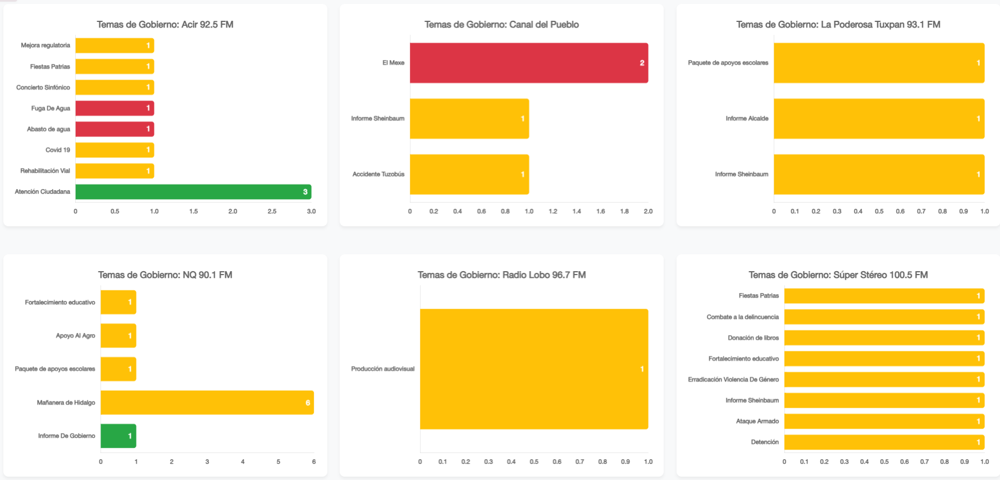 Temas de Gobierno: Acir 92.5 FM
Mejora regulatoria 1
Fiestas Patrias 1
Concierto Sinfónico 1
Fuga De Agua 1
Abasto de agua 1
Covid 19 1
Rehabilitación Vial 1
Atención Ciudadana 3
0 0.5 1.0 1.5 2.0 2.5 3.0
Temas de Gobierno: Canal del Pueblo
El Mexe 2
Informe Sheinbaum 1
Accidente Tuzobús 1
0 0.2 0.4 0.6 0.8 1.0 1.2 1.4 1.6 1.8 2.0
Temas de Gobierno: La Poderosa Tuxpan 93.1 FM
Paquete de apoyos escolares 1
Informe Alcalde 1
Informe Sheinbaum 1
0 0.1 0.2 0.3 0.4 0.5 0.6 0.7 0.8 0.9 1.0
Temas de Gobierno: NQ 90.1 FM
Fortalecimiento educativo 1
Apoyo Al Agro 1
Paquete de apoyos escolares 1
Mañanera de Hidalgo 6
Informe De Gobierno 1
0 1 2 3 4 5 6
Temas de Gobierno: Radio Lobo 96.7 FM
Producción audiovisual 1
0 0.1 0.2 0.3 0.4 0.5 0.6 0.7 0.8 0.9 1.0
Temas de Gobierno: Súper Stéreo 100.5 FM
Fiestas Patrias 1
Combate a la delincuencia 1
Donación de libros 1
Fortalecimiento educativo 1
Erradicación Violencia De Género 1
Informe Sheinbaum 1
Ataque Armado 1
Detención 1
0 0.1 0.2 0.3 0.4 0.5 0.6 0.7 0.8 0.9 1.0